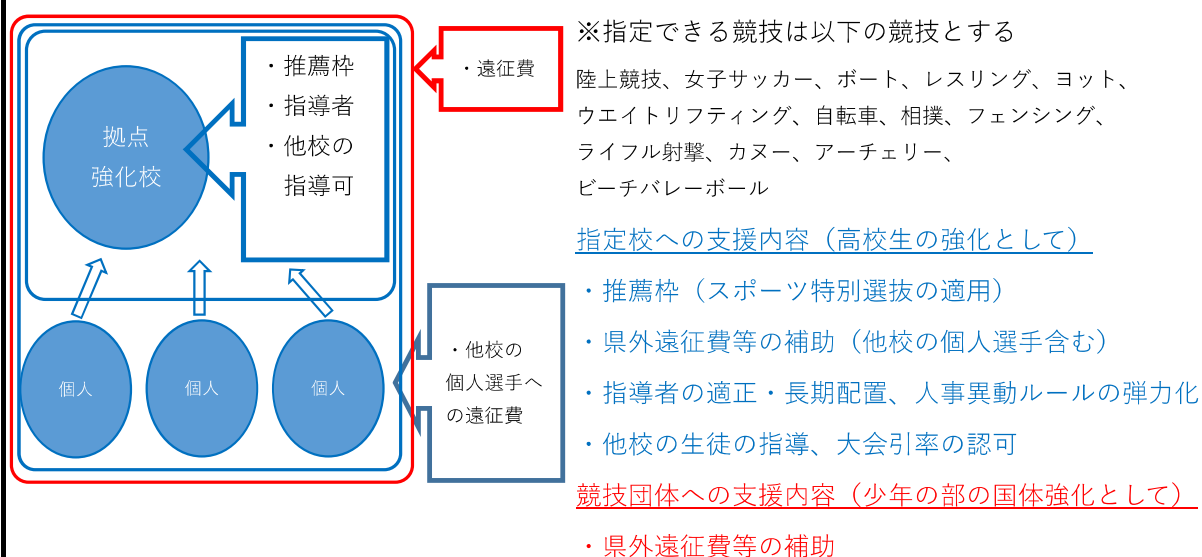 拠点
強化校
・推薦枠
・指導者
・他校の
指導可
・遠征費
個人
個人
個人
・他校の
個人選手へ
の遠征費
※指定できる競技は以下の競技とする
陸上競技、女子サッカー、ボート、レスリング、ヨット、
ウエイトリフティング、自転車、相撲、フェンシング、
ライフル射撃、カヌー、アーチェリー、
ビーチバレーボール
指定校への支援内容（高校生の強化として）
・推薦枠（スポーツ特別選抜の適用）
・県外遠征費等の補助（他校の個人選手含む）
・指導者の適正・長期配置、人事異動ルールの弾力化
・他校の生徒の指導、大会引率の認可
競技団体への支援内容（少年の部の国体強化として）
・県外遠征費等の補助